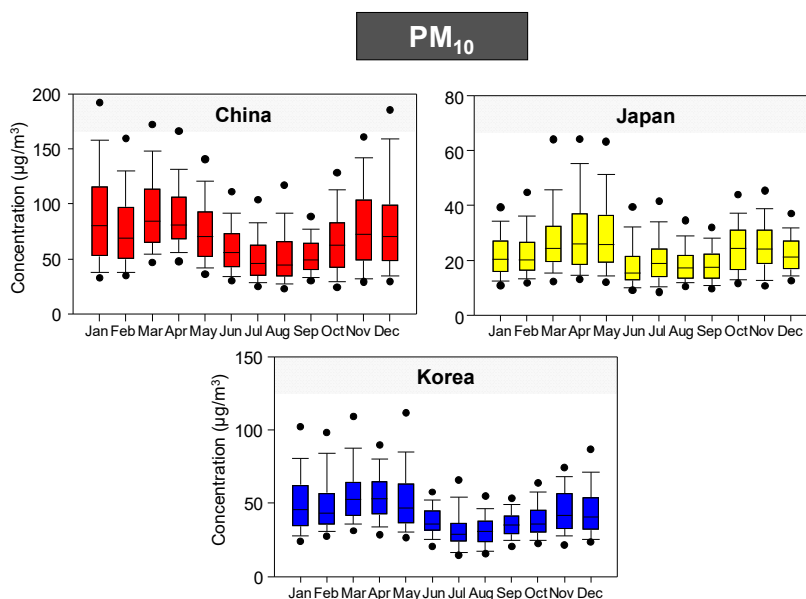 PM10
China
Concentration (µg/m³)
200
150
100
50
0
Jan Feb Mar Apr May Jun Jul Aug Sep Oct Nov Dec
Japan
80
60
40
20
0
Jan Feb Mar Apr May Jun Jul Aug Sep Oct Nov Dec
Korea
Concentration (µg/m³)
150
100
50
0
Jan Feb Mar Apr May Jun Jul Aug Sep Oct Nov Dec